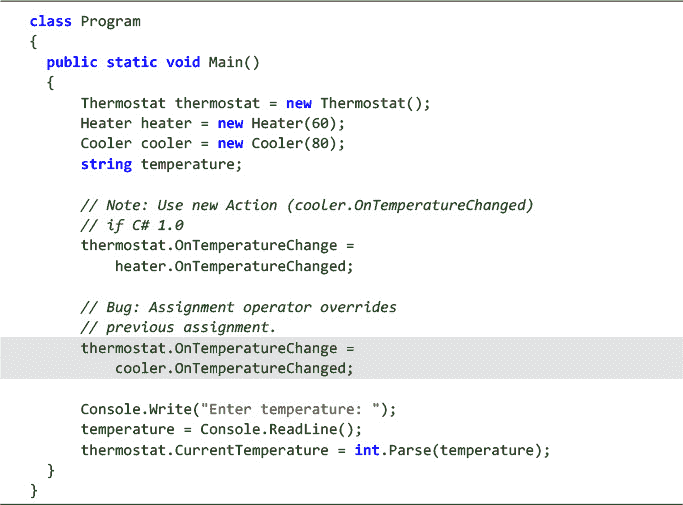 class Program
{
  public static void Main()
  {
      Thermostat thermostat = new Thermostat();
      Heater heater = new Heater(60);
      Cooler cooler = new Cooler(80);
      string temperature;

      // Note: Use new Action (cooler.OnTemperatureChanged)
      // if C# 1.0
      thermostat.OnTemperatureChange =
          heater.OnTemperatureChanged;

      // Bug: Assignment operator overrides
      // previous assignment.
      thermostat.OnTemperatureChange =
          cooler.OnTemperatureChanged;

      Console.Write("Enter temperature: ");
      temperature = Console.ReadLine();
      thermostat.CurrentTemperature = int.Parse(temperature);
  }
}